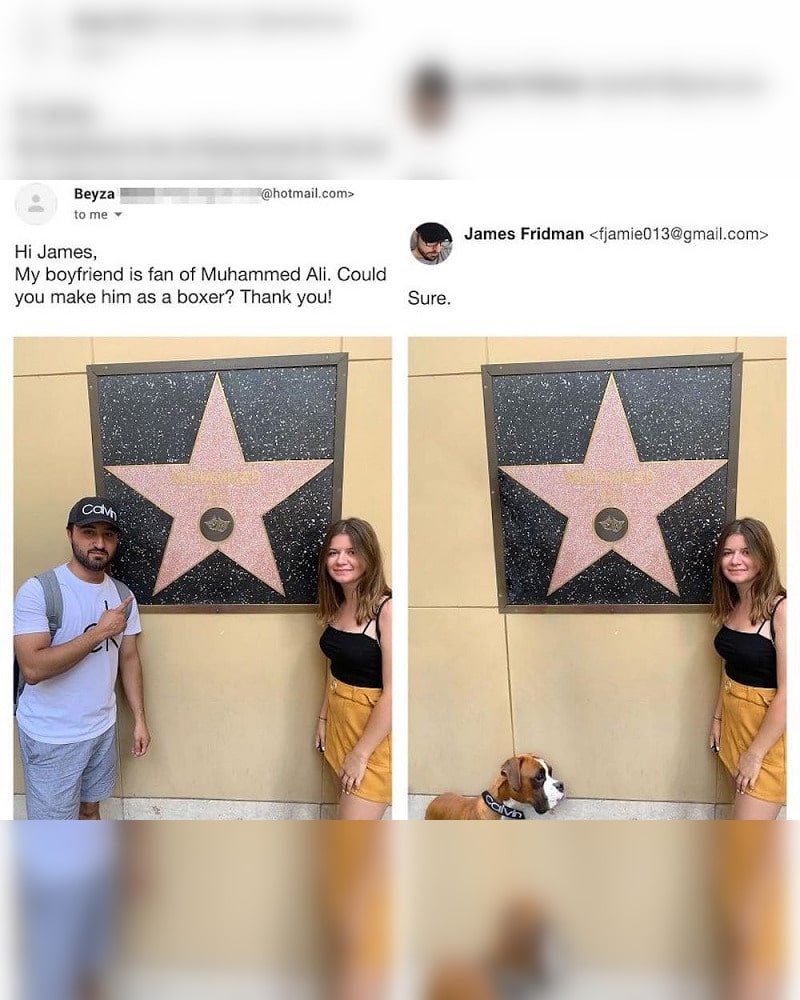 Beyza @hotmail.com>
to me
Hi James,
My boyfriend is fan of Muhammed Ali. Could
you make him as a boxer? Thank you!
Calvin
CK
James Fridman <fjamie013@gmail.com>
Sure.
calvin